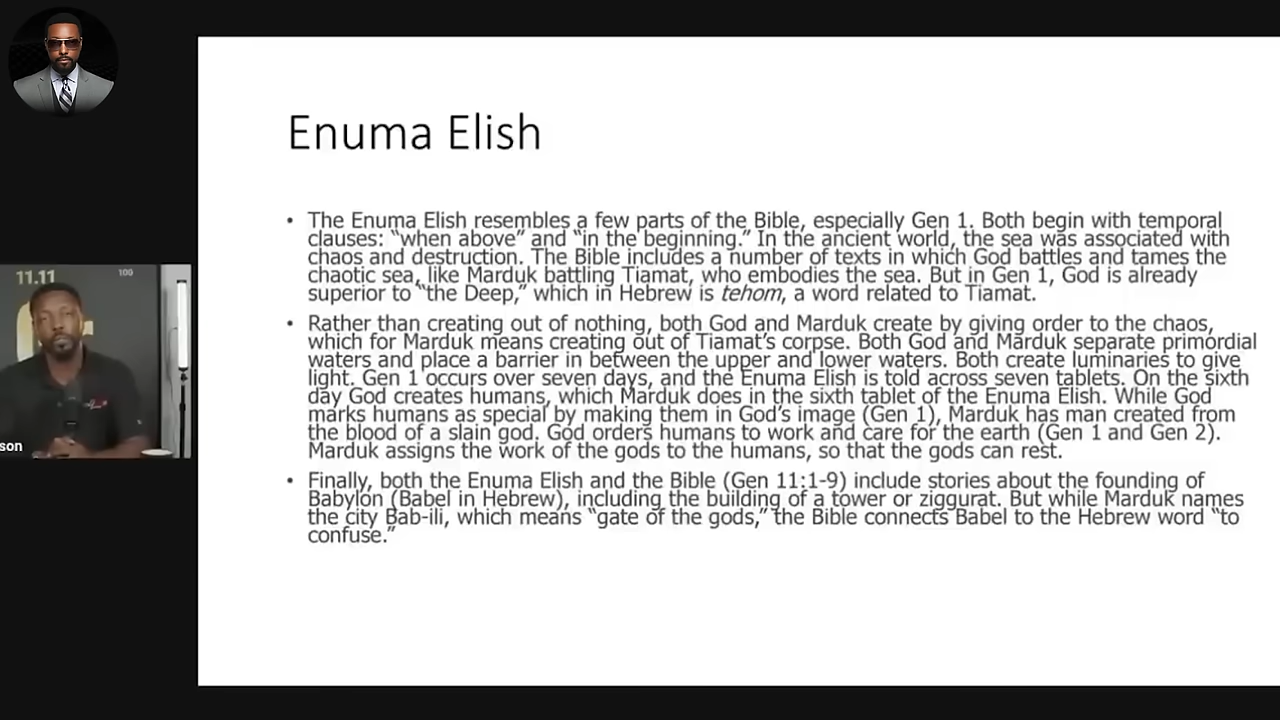 Enuma Elish
• The Enuma Elish resembles a few parts of the Bible, especially Gen 1. Both begin with temporal
clauses: “when above” and “in the beginning.” In the ancient world, the sea was associated with
chaos and destruction. The Bible includes a number of texts in which God battles and tames the
chaotic sea, like Marduk battling Tiamat, who embodies the sea. But in Gen 1, God is already
superior to “the Deep,” which in Hebrew is tehom, a word related to Tiamat.
• Rather than creating out of nothing, both God and Marduk create by giving order to the chaos,
which for Marduk means creating out of Tiamat’s corpse. Both God and Marduk separate primordial
waters and place a barrier in between the upper and lower waters. Both create luminaries to give
light. Gen 1 occurs over seven days, and the Enuma Elish is told across seven tablets. On the sixth
day God creates humans, which Marduk does in the sixth tablet of the Enuma Elish. While God
marks humans as special by making them in God’s image (Gen 1), Marduk has man created from
the blood of a slain god. God orders humans to work and care for the earth (Gen 1 and Gen 2).
Marduk assigns the work of the gods to the humans, so that the gods can rest.
• Finally, both the Enuma Elish and the Bible (Gen 11:1-9) include stories about the founding of
Babylon (Babel in Hebrew), including the building of a tower or ziggurat. But while Marduk names
the city Bab-ili, which means “gate of the gods,” the Bible connects Babel to the Hebrew word “to
confuse.”
11.11
100
son